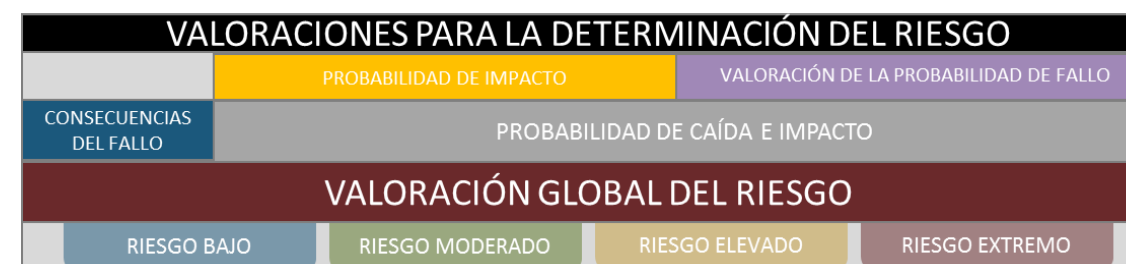 VALORACIONES PARA LA DETERMINACIÓN DEL RIESGO
PROBABILIDAD DE IMPACTO
VALORACIÓN DE LA PROBABILIDAD DE FALLO
CONSECUENCIAS
DEL FALLO
PROBABILIDAD DE CAÍDA E IMPACTO
VALORACIÓN GLOBAL DEL RIESGO
RIESGO BAJO
RIESGO MODERADO
RIESGO ELEVADO
RIESGO EXTREMO